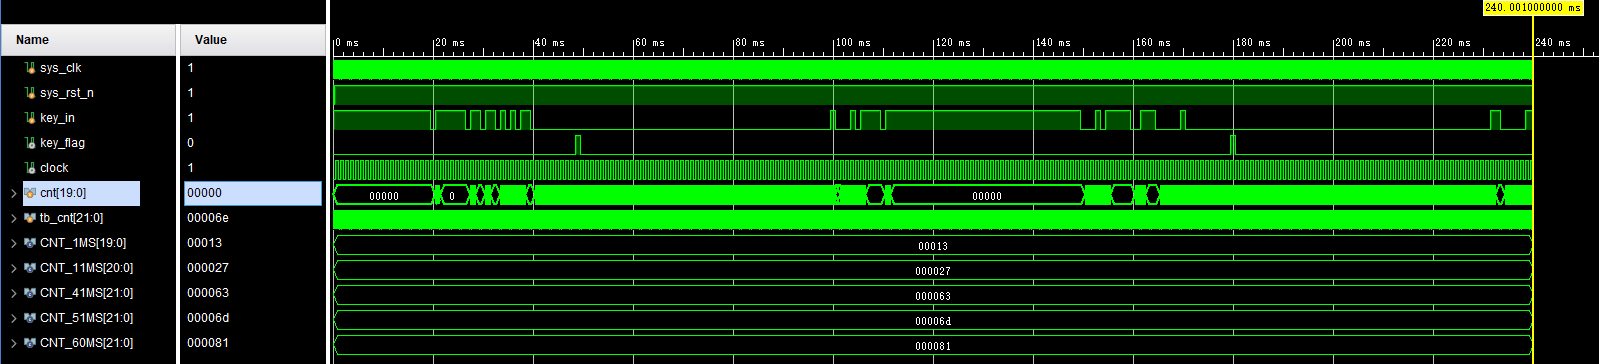 240.001000000 ms
Name Value
0 ms 20 ms 40 ms 60 ms 80 ms 100 ms 120 ms 140 ms 160 ms 180 ms 200 ms 220 ms 240 ms
sys_clk 1
sys_rst_n 1
key_in 1
key_flag 0
clock 1
cnt[19:0] 00000 00000 0 00000
tb_cnt[21:0] 00006e
CNT_1MS[19:0] 00013 00013
CNT_11MS[20:0] 000027 000027
CNT_41MS[21:0] 000063 000063
CNT_51MS[21:0] 00006d 00006d
CNT_60MS[21:0] 000081 000081